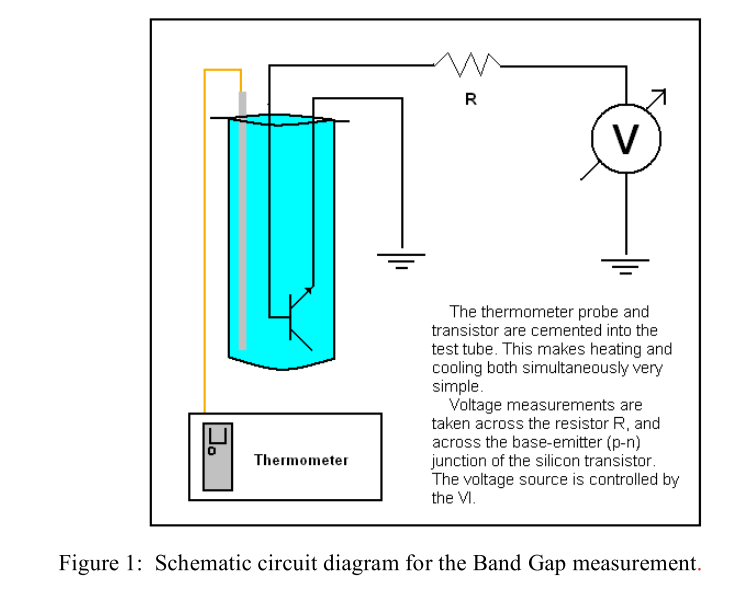 R
V
The thermometer probe and
transistor are cemented into the
test tube. This makes heating and
cooling both simultaneously very
simple.
Voltage measurements are
taken across the resistor R, and
across the base-emitter (p-n)
junction of the silicon transistor.
The voltage source is controlled by
the VI.
Thermometer
Figure 1:  Schematic circuit diagram for the Band Gap measurement.